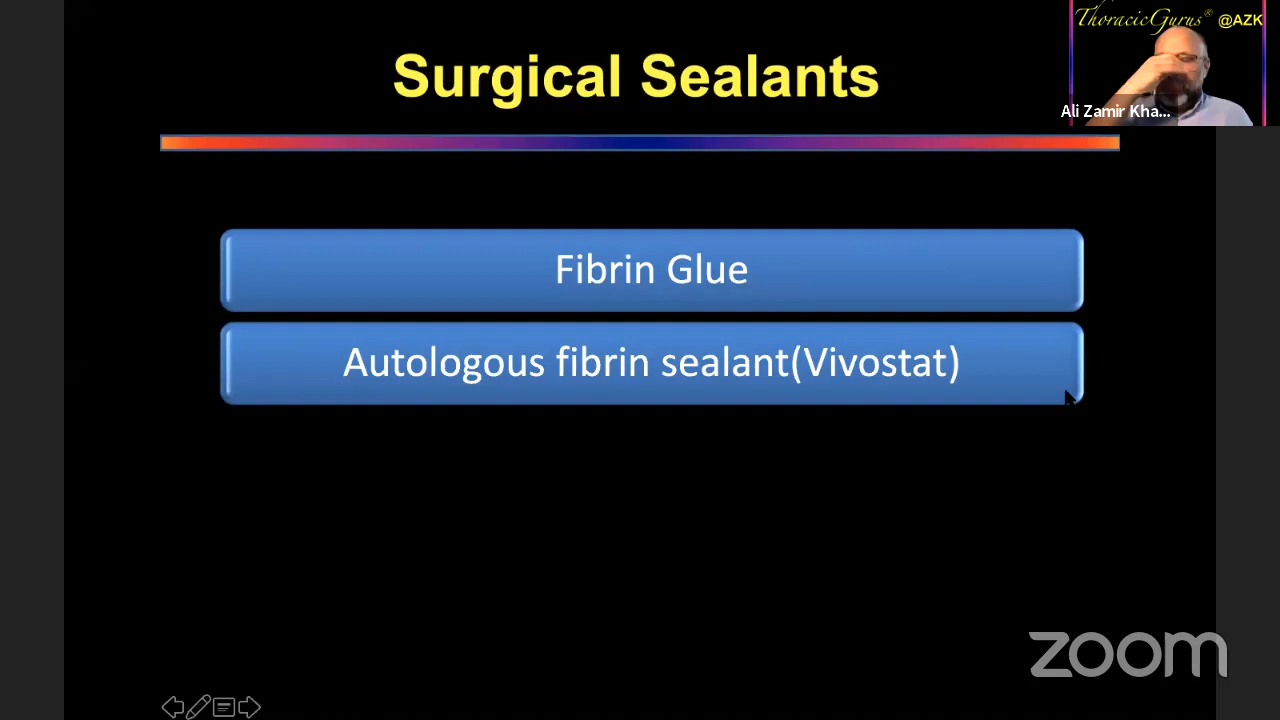 ThoracicGurus® @AZK
Surgical Sealants
Ali Zamir Kha...
Fibrin Glue
Autologous fibrin sealant(Vivostat)
zoom